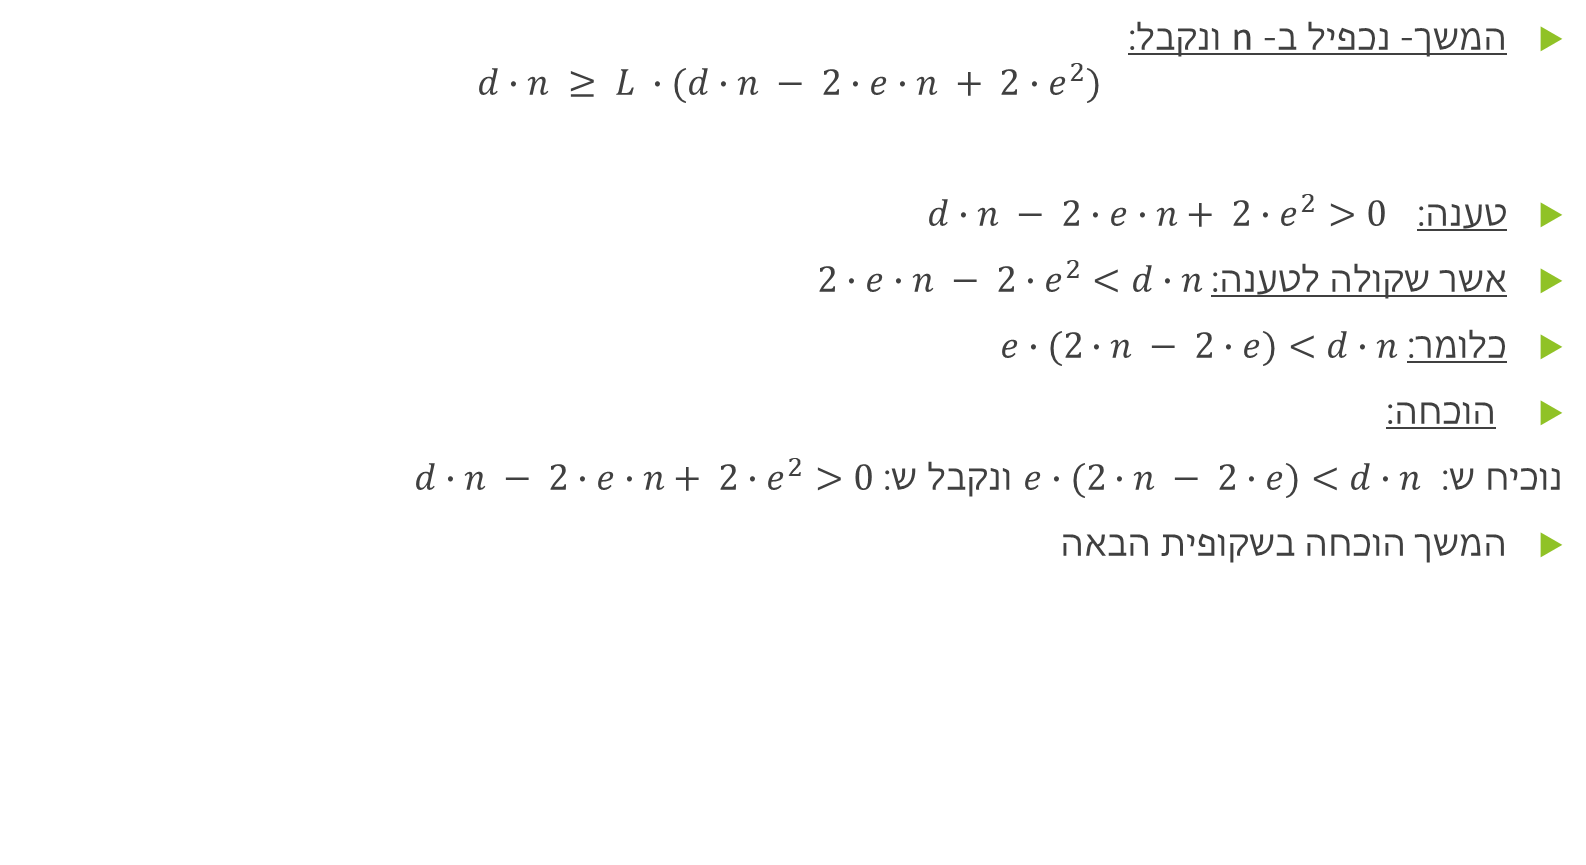 המשך- נכפיל ב- n ונקבל:
d · n ≥ L · (d · n − 2 · e · n + 2 · e²)
טענה: d · n − 2 · e · n + 2 · e² > 0
אשר שקולה לטענה: 2 · e · n − 2 · e² < d · n
כלומר: e · (2 · n − 2 · e) < d · n
הוכחה:
נוכיח ש: e · (2 · n − 2 · e) < d · n ונקבל ש: d · n − 2 · e · n + 2 · e² > 0
המשך הוכחה בשקופית הבאה